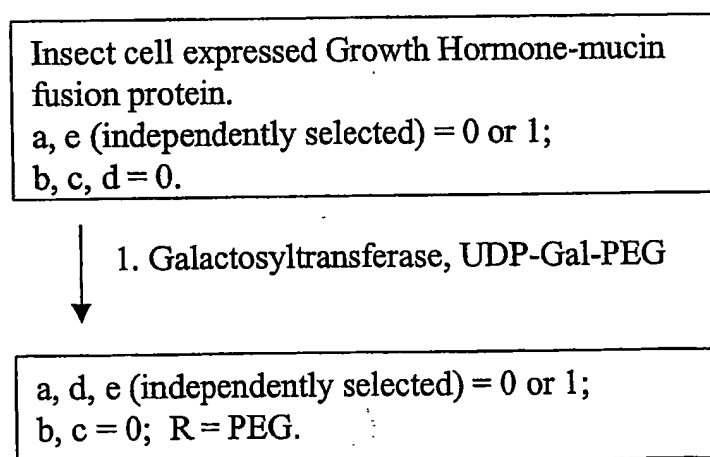 Insect cell expressed Growth Hormone-mucin
fusion protein.
a, e (independently selected) = 0 or 1;
b, c, d = 0.
1. Galactosyltransferase, UDP-Gal-PEG
a, d, e (independently selected) = 0 or 1;
b, c = 0; R = PEG.